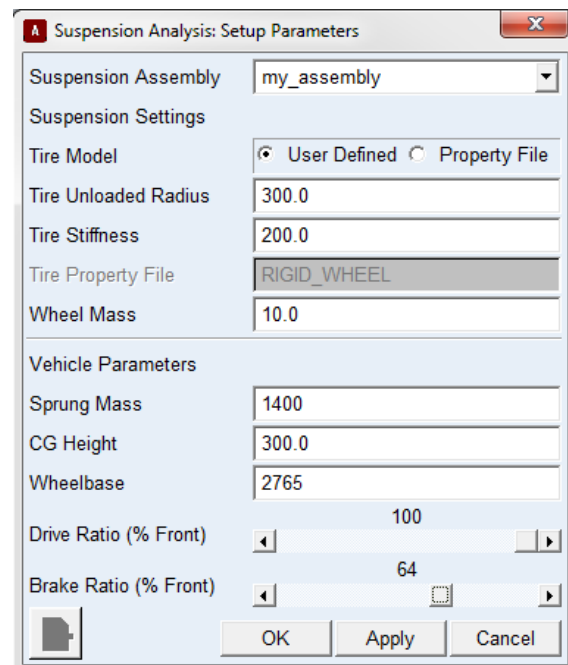 A Suspension Analysis: Setup Parameters X
Suspension Assembly my_assembly
Suspension Settings
Tire Model User Defined Property File
Tire Unloaded Radius 300.0
Tire Stiffness 200.0
Tire Property File RIGID_WHEEL
Wheel Mass 10.0
Vehicle Parameters
Sprung Mass 1400
CG Height 300.0
Wheelbase 2765
100
Drive Ratio (% Front)
64
Brake Ratio (% Front)
OK Apply Cancel